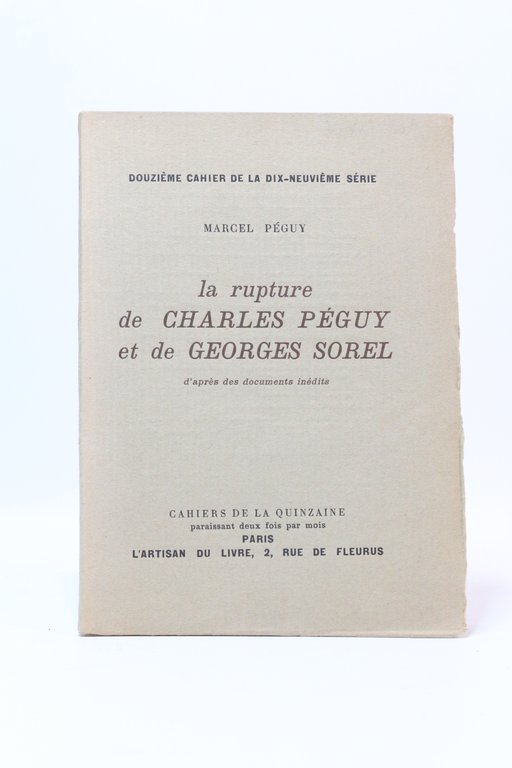 DOUZIÈME CAHIER DE LA DIX-NEUVIÈME SÉRIE
MARCEL PÉGUY
la rupture
de CHARLES PÉGUY
et de GEORGES SOREL
d'après des documents inédits
CAHIERS DE LA QUINZAINE
paraissant deux fois par mois
PARIS
L'ARTISAN DU LIVRE, 2, RUE DE FLEURUS